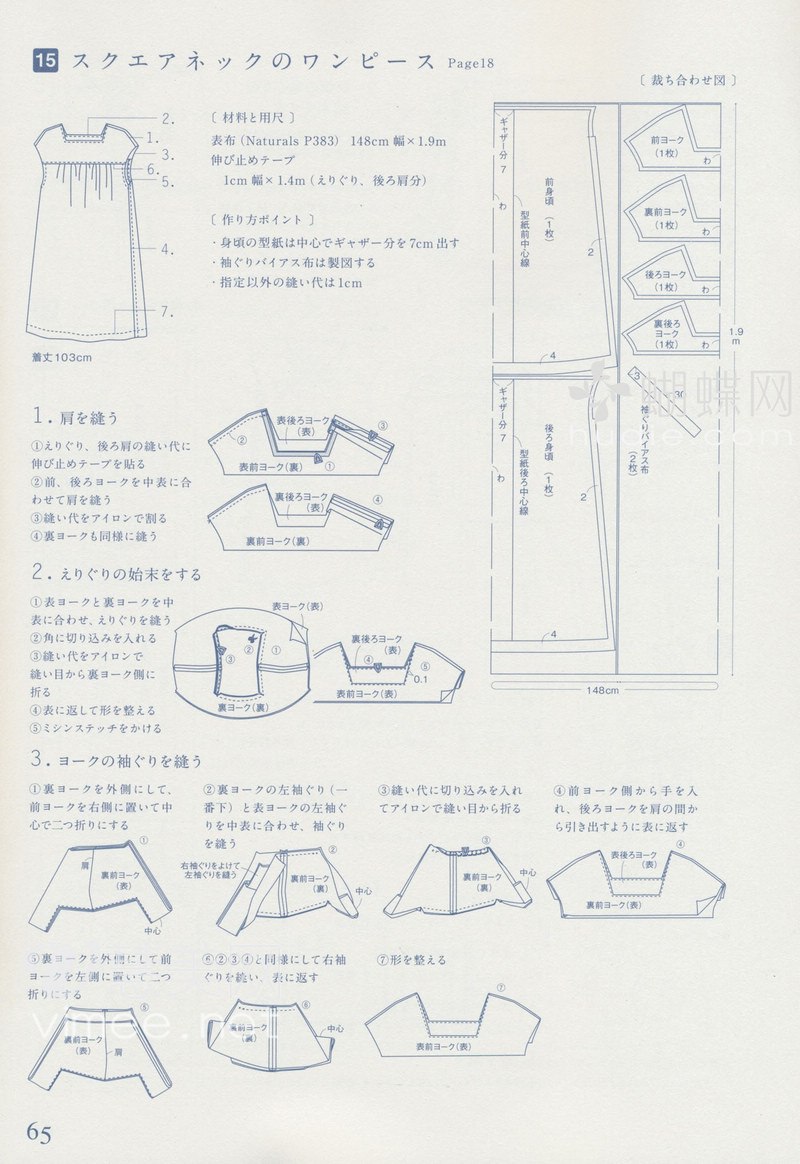 15 スクエアネックのワンピース Page18
〔 裁ち合わせ図 〕
2.
1.
3.
6.
5.
4.
7.
着丈103cm
〔 材料と用尺 〕
表布(Naturals P383) 148cm 幅×1.9m
伸び止めテープ
1cm 幅×1.4m(えりぐり、後ろ肩分)
〔 作り方ポイント 〕
・身頃の型紙は中心でギャザー分を7cm出す
・袖ぐりバイアス布は製図する
・指定以外の縫い代は1cm
ギャザー分 7
わ
型紙前中心線
前身頃(1枚)
2
4
前ヨーク
(1枚)
わ
裏前ヨーク
(1枚)
わ
後ろヨーク
(1枚)
わ
裏後ろ
ヨーク
(1枚)
わ
1.9
m
3
30
袖ぐりバイアス布(2枚)
ギャザー分 7
わ
型紙後ろ中心線
後ろ身頃(1枚)
2
4
148cm
蝴蝶网
1. 肩を縫う
①えりぐり、後ろ肩の縫い代に
伸び止めテープを貼る
②前、後ろヨークを中表に合
わせて肩を縫う
③縫い代をアイロンで割る
④裏ヨークも同様に縫う
②
表後ろヨーク
(表)
③
表前ヨーク(裏)
①
裏後ろヨーク
(表)
④
裏前ヨーク(裏)
2. えりぐりの始末をする
①表ヨークと裏ヨークを中
表に合わせ、えりぐりを縫う
②角に切り込みを入れる
③縫い代をアイロンで
縫い目から裏ヨーク側に
折る
④表に返して形を整える
⑤ミシンステッチをかける
表ヨーク(表)
③
②
①
裏ヨーク(裏)
裏後ろヨーク
(表)
④
⑤
0.1
表前ヨーク(表)
3. ヨークの袖ぐりを縫う
①裏ヨークを外側にして、
前ヨークを右側に置いて中
心で二つ折りにする
②裏ヨークの左袖ぐり(一
番下)と表ヨークの左袖ぐ
りを中表に合わせ、袖ぐり
を縫う
③縫い代に切り込みを入れ
てアイロンで縫い目から折る
④前ヨーク側から手を入
れ、後ろヨークを肩の間か
ら引き出すように表に返す
①
肩
裏前ヨーク
(表)
中心
②
右袖ぐりをよけて
左袖ぐりを縫う
裏前ヨーク
(裏)
中心
③
裏前ヨーク
(裏)
中心
④
表後ろヨーク
(表)
裏前ヨーク(表)
⑤裏ヨークを外側にして前
ヨークを左側に置いて二つ
折りにする
⑥②③④と同様にして右袖
ぐりを縫い、表に返す
⑦形を整える
⑤
裏前ヨーク
(表)
肩
⑥
裏前ヨーク
(裏)
中心
⑦
表前ヨーク(表)
65